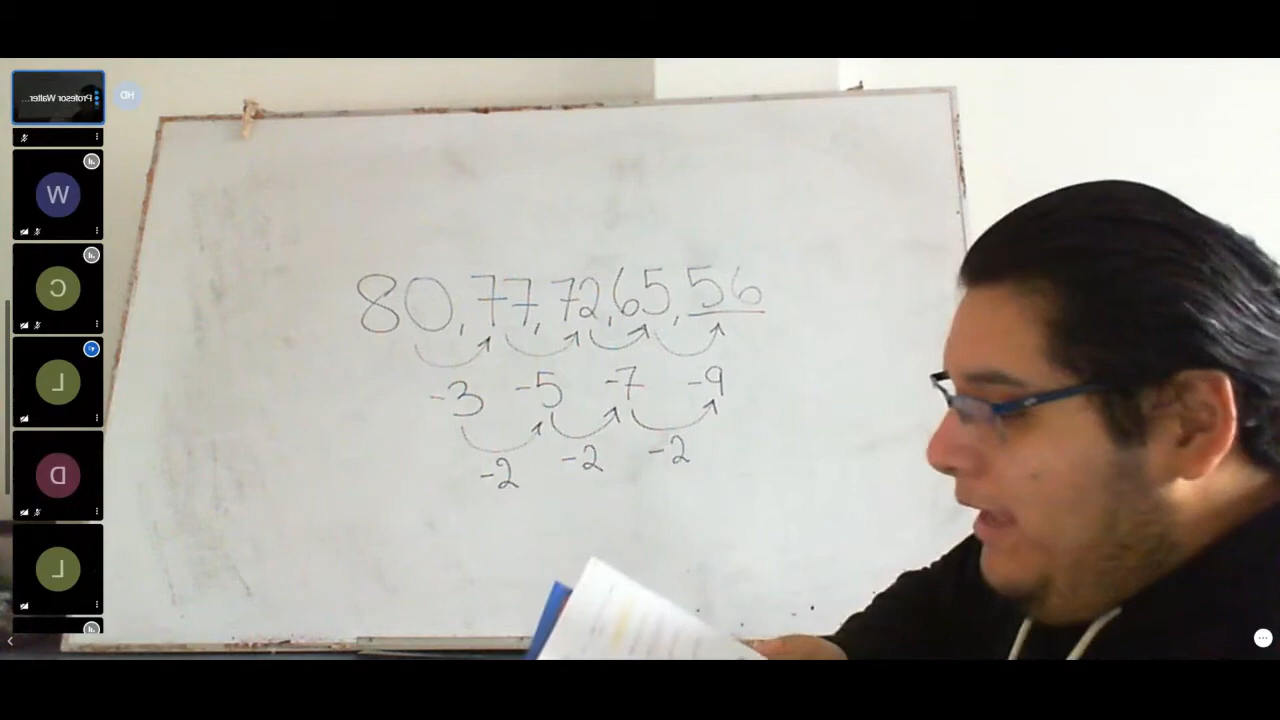 Profesor Walter...
HD
W
C
L
D
L
80, 77, 72, 65, 56
-3 -5 -7 -9
-2 -2 -2